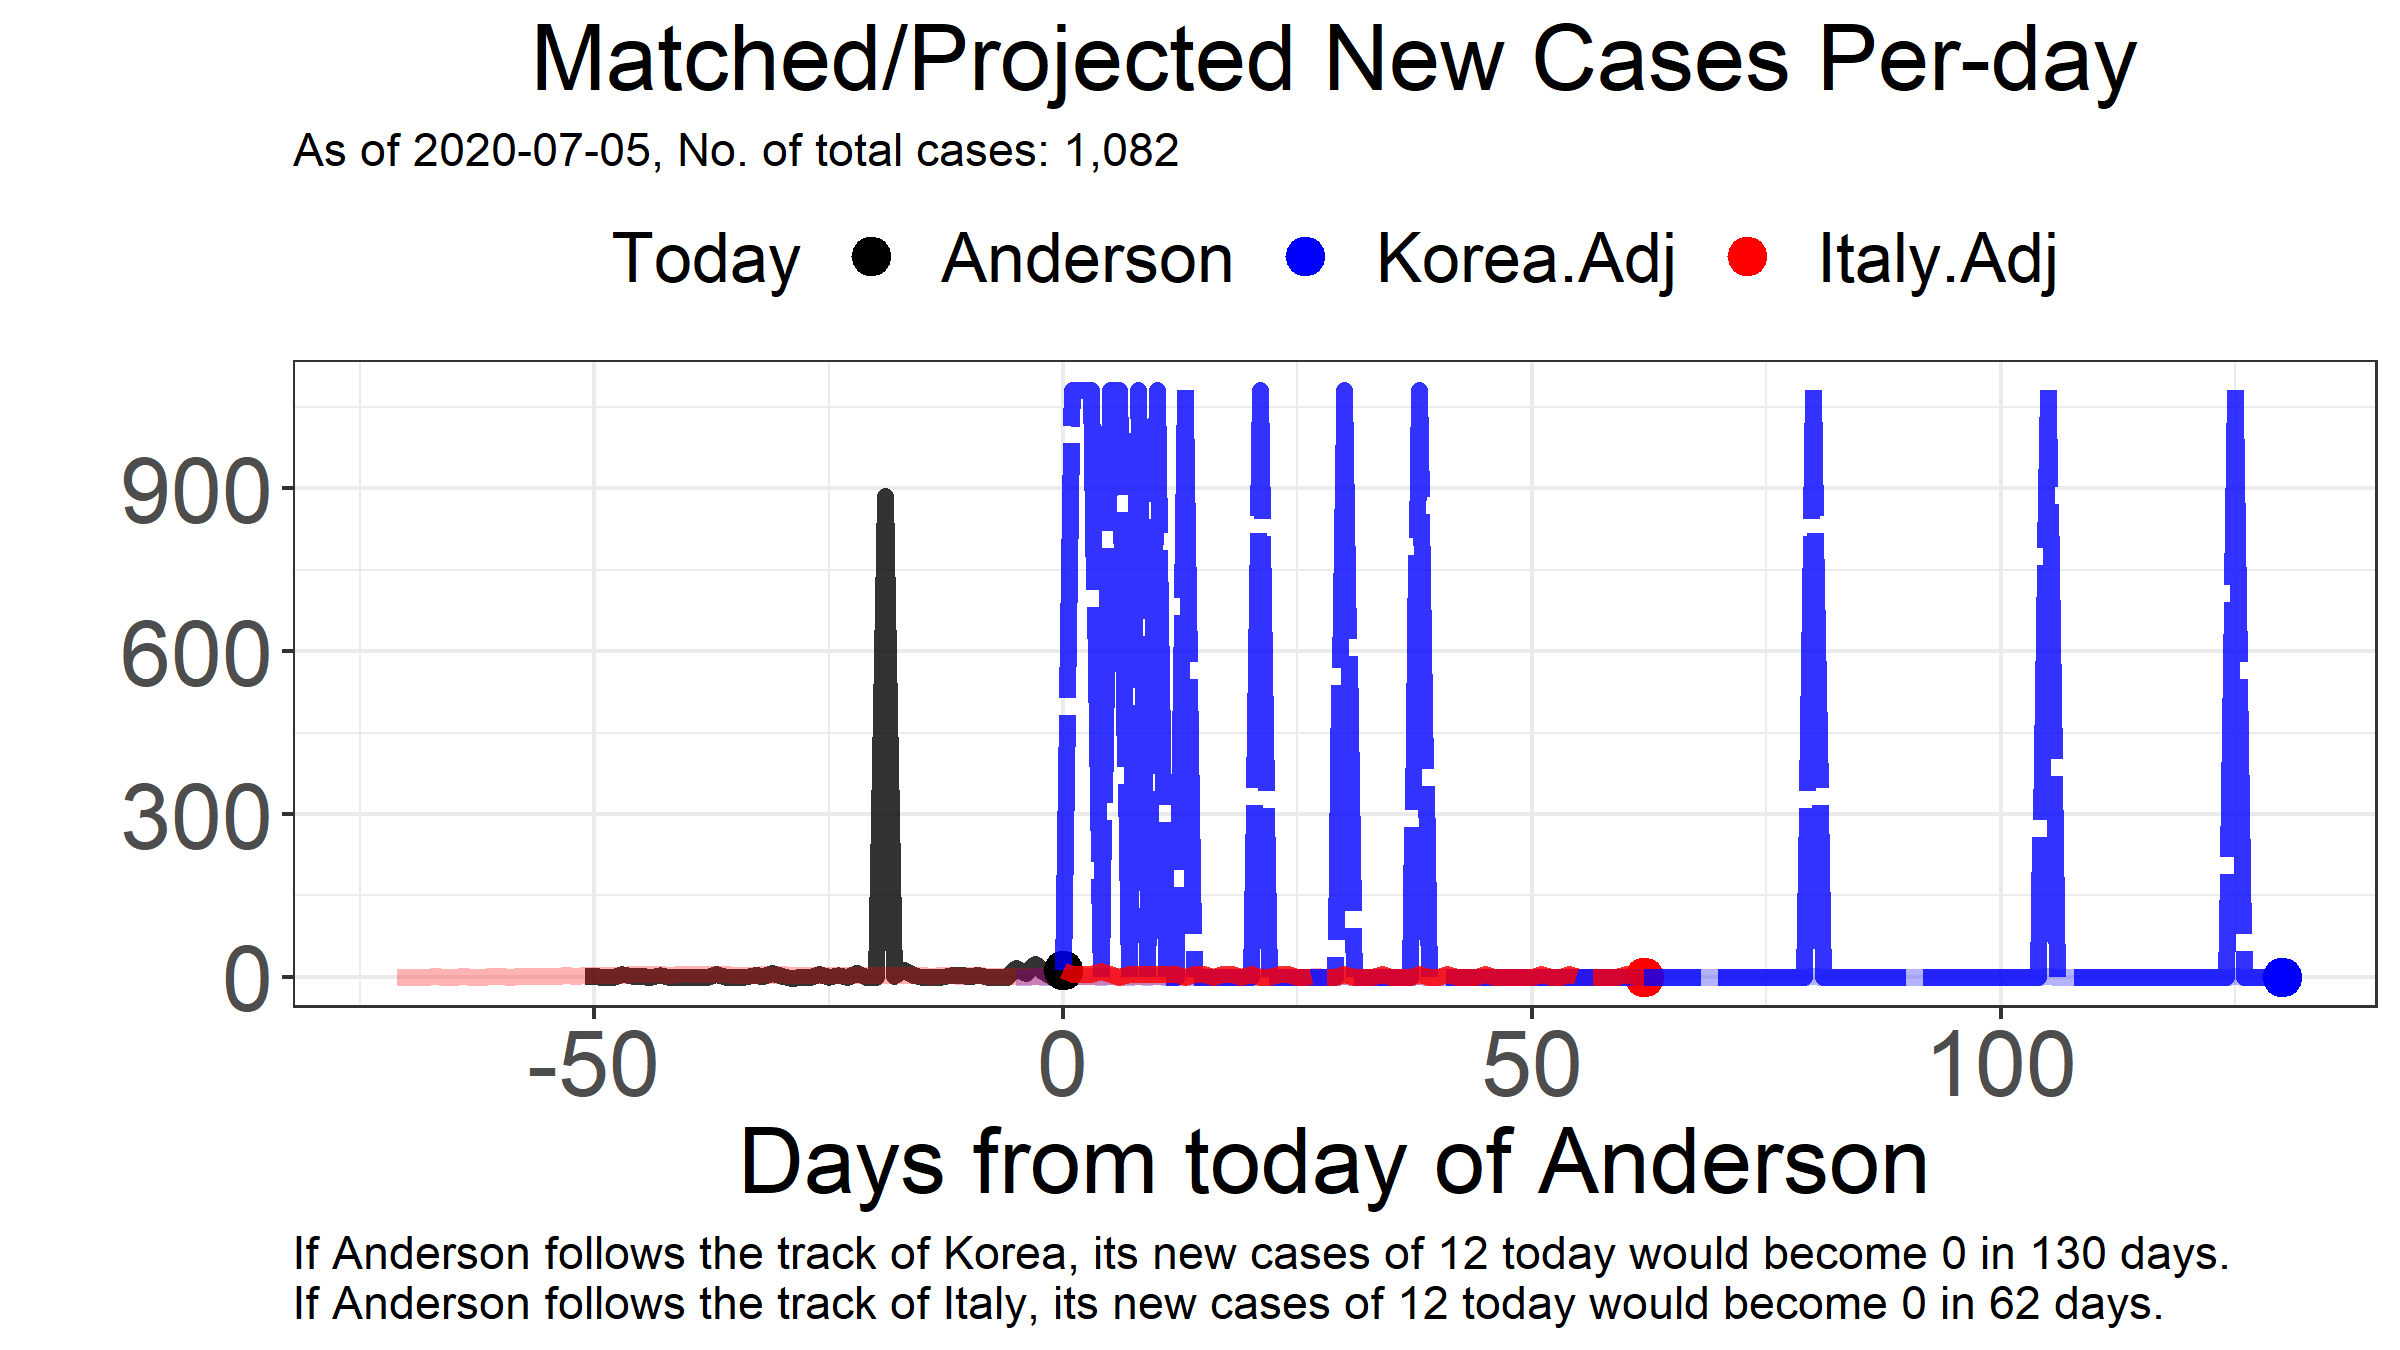 Matched/Projected New Cases Per-day
As of 2020-07-05, No. of total cases: 1,082
Today Anderson Korea.Adj Italy.Adj
900
600
300
0
-50 0 50 100
Days from today of Anderson
If Anderson follows the track of Korea, its new cases of 12 today would become 0 in 130 days.
If Anderson follows the track of Italy, its new cases of 12 today would become 0 in 62 days.